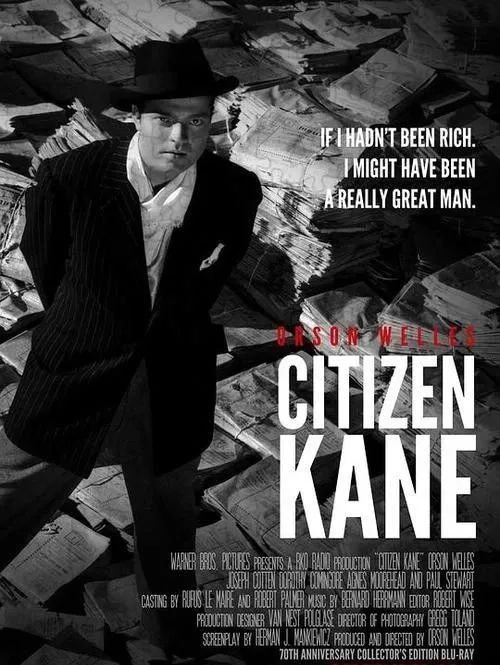 IF I HADN'T BEEN RICH.
I MIGHT HAVE BEEN
A REALLY GREAT MAN.
ORSON WELLES
CITIZEN
KANE
WARNER BROS. PICTURES PRESENTS A RKO RADIO PRODUCTION "CITIZEN KANE" ORSON WELLES
JOSEPH COTTEN DOROTHY COMINGORE AGNES MOOREHEAD AND PAUL STEWART
CASTING BY RUFUS LE MAIRE AND ROBERT PALMER MUSIC BY BERNARD HERRMANN EDITOR ROBERT WISE
PRODUCTION DESIGNER VAN NEST POLGLASE DIRECTOR OF PHOTOGRAPHY GREGG TOLAND
SCREENPLAY BY HERMAN J. MANKIEWICZ PRODUCED AND DIRECTED BY ORSON WELLES
70TH ANNIVERSARY COLLECTOR'S EDITION BLU-RAY